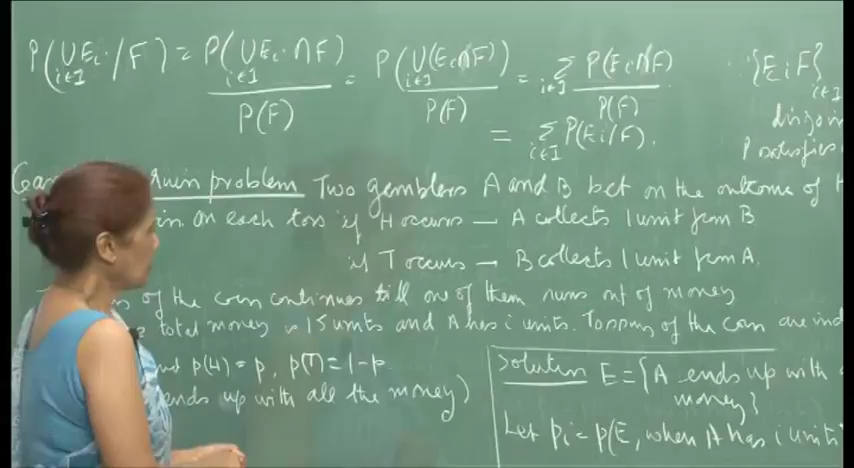 P(∪_{i∈I} E_i / F) = P(∪_{i∈I} E_i · ∩F) / P(F) = P(∪_{i∈I} (E_i ∩ F)) / P(F) = Σ_{i∈I} P(E_i ∩ F) / P(F)
{E_i F}_{i∈I}
= Σ_{i∈I} P(E_i / F).
P satisfies
ruin problem Two gamblers A and B bet on the outcome of
on each toss if H occurs — A collects 1 unit from B
if T occurs — B collects 1 unit from A.
of the coin continues till one of them runs out of money
total money is 15 units and A has i units. Tossing of the coin are
p(H) = p, p(T) = 1-p
ends up with all the money)
Solution E = {A ends up with
money}
Let p_i = p(E, when A has i units